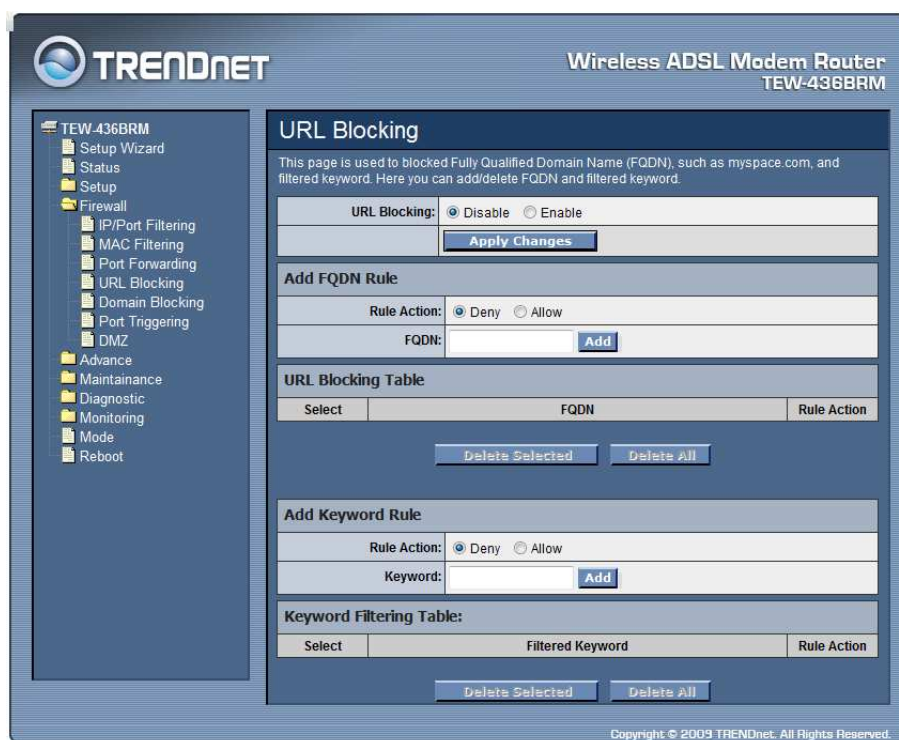 TRENDNET
Wireless ADSL Modem Router
TEW-436BRM
TEW-436BRM
Setup Wizard
Status
Setup
Firewall
IP/Port Filtering
MAC Filtering
Port Forwarding
URL Blocking
Domain Blocking
Port Triggering
DMZ
Advance
Maintainance
Diagnostic
Monitoring
Mode
Reboot
URL Blocking
This page is used to blocked Fully Qualified Domain Name (FQDN), such as myspace.com, and
filtered keyword. Here you can add/delete FQDN and filtered keyword.
URL Blocking: Disable Enable
Apply Changes
Add FQDN Rule
Rule Action: Deny Allow
FQDN: Add
URL Blocking Table
Select FQDN Rule Action
Delete Selected Delete All
Add Keyword Rule
Rule Action: Deny Allow
Keyword: Add
Keyword Filtering Table:
Select Filtered Keyword Rule Action
Delete Selected Delete All
Copyright © 2009 TRENDnet. All Rights Reserved.